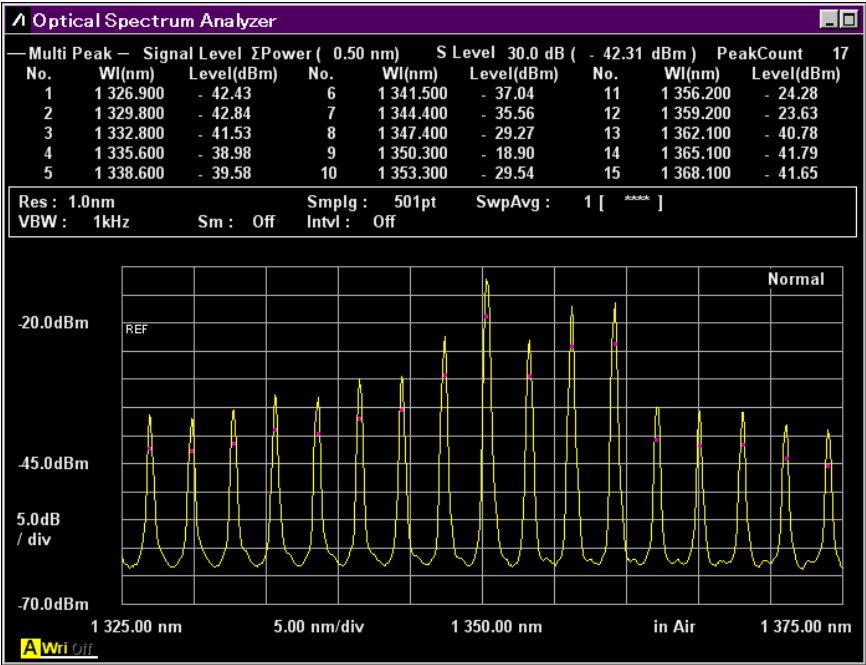 Optical Spectrum Analyzer
— Multi Peak — Signal Level ΣPower ( 0.50 nm) S Level 30.0 dB ( - 42.31 dBm ) PeakCount 17
No. Wl(nm) Level(dBm) No. Wl(nm) Level(dBm) No. Wl(nm) Level(dBm)
1 1 326.900 - 42.43 6 1 341.500 - 37.04 11 1 356.200 - 24.28
2 1 329.800 - 42.84 7 1 344.400 - 35.56 12 1 359.200 - 23.63
3 1 332.800 - 41.53 8 1 347.400 - 29.27 13 1 362.100 - 40.78
4 1 335.600 - 38.98 9 1 350.300 - 18.90 14 1 365.100 - 41.79
5 1 338.600 - 39.58 10 1 353.300 - 29.54 15 1 368.100 - 41.65
Res : 1.0nm Smplg : 501pt SwpAvg : 1 [ **** ]
VBW : 1kHz Sm : Off Intvl : Off
Normal
-20.0dBm
REF
-45.0dBm
5.0dB
/ div
-70.0dBm
1 325.00 nm 5.00 nm/div 1 350.00 nm in Air 1 375.00 nm
A Wri Off